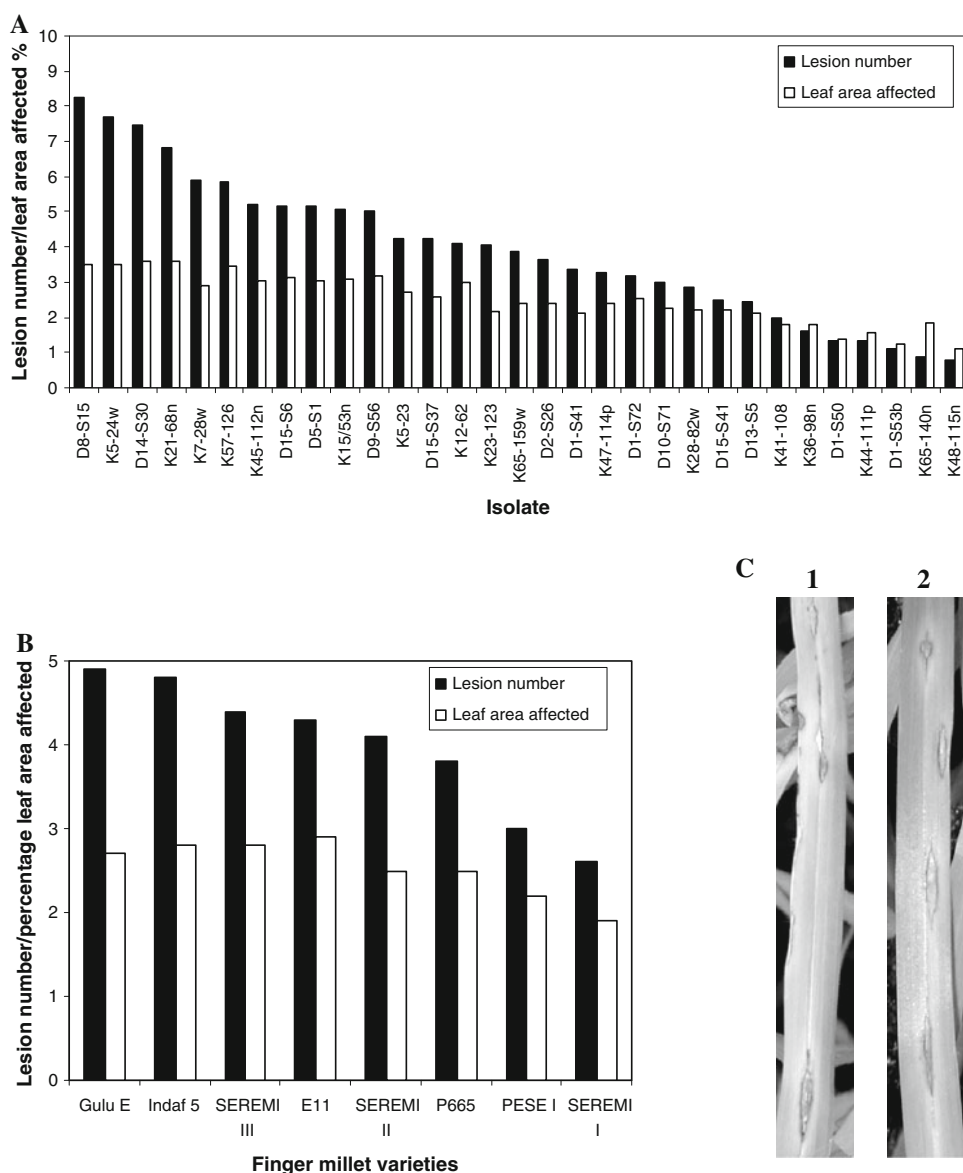 A
Lesion number/leaf area affected %
10
9
8
7
6
5
4
3
2
1
0
Lesion number
Leaf area affected
D8-S15
K5-24w
D14-S30
K21-68n
K7-28w
K57-126
K45-112n
D15-S6
D5-S1
K15/53n
D9-S56
K5-23
D15-S37
K12-62
K23-123
K65-159w
D2-S26
D1-S41
K47-114p
D1-S72
D10-S71
K28-82w
D15-S41
D13-S5
K41-108
K36-98n
D1-S50
K44-111p
D1-S53b
K65-140n
K48-115n
Isolate
B
Lesion number/percentage leaf area affected
5
4
3
2
1
0
Lesion number
Leaf area affected
Gulu E
Indaf 5
SEREMI
III
E11
SEREMI
II
P665
PESE I
SEREMI
I
Finger millet varieties
C
1
2